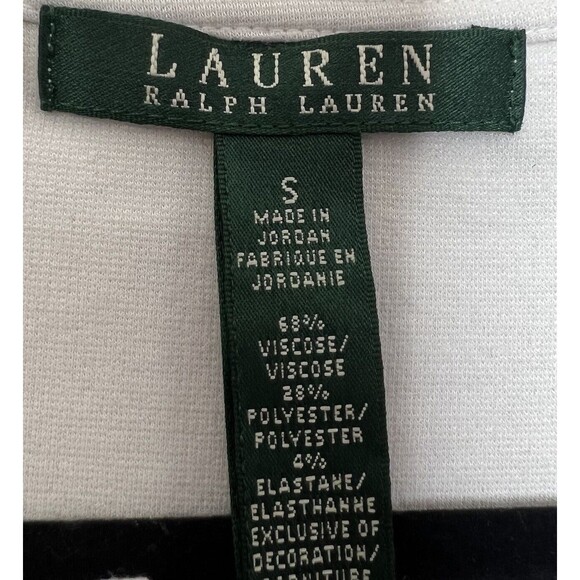 LAUREN
RALPH LAUREN
S
MADE IN
JORDAN
FABRIQUE EN
JORDANIE
68%
VISCOSE/
VISCOSE
28%
POLYESTER/
POLYESTER
4%
ELASTANE/
ELASTHANNE
EXCLUSIVE OF
DECORATION/